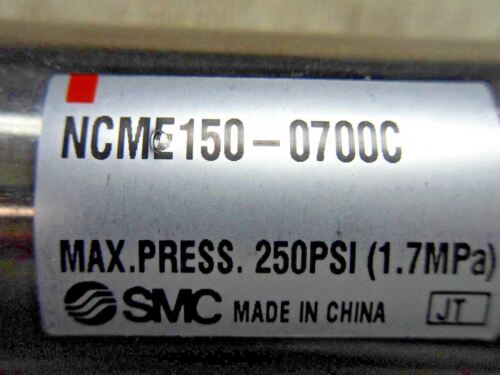 NCME150-0700C
MAX.PRESS. 250PSI (1.7MPa)
SMC MADE IN CHINA JT